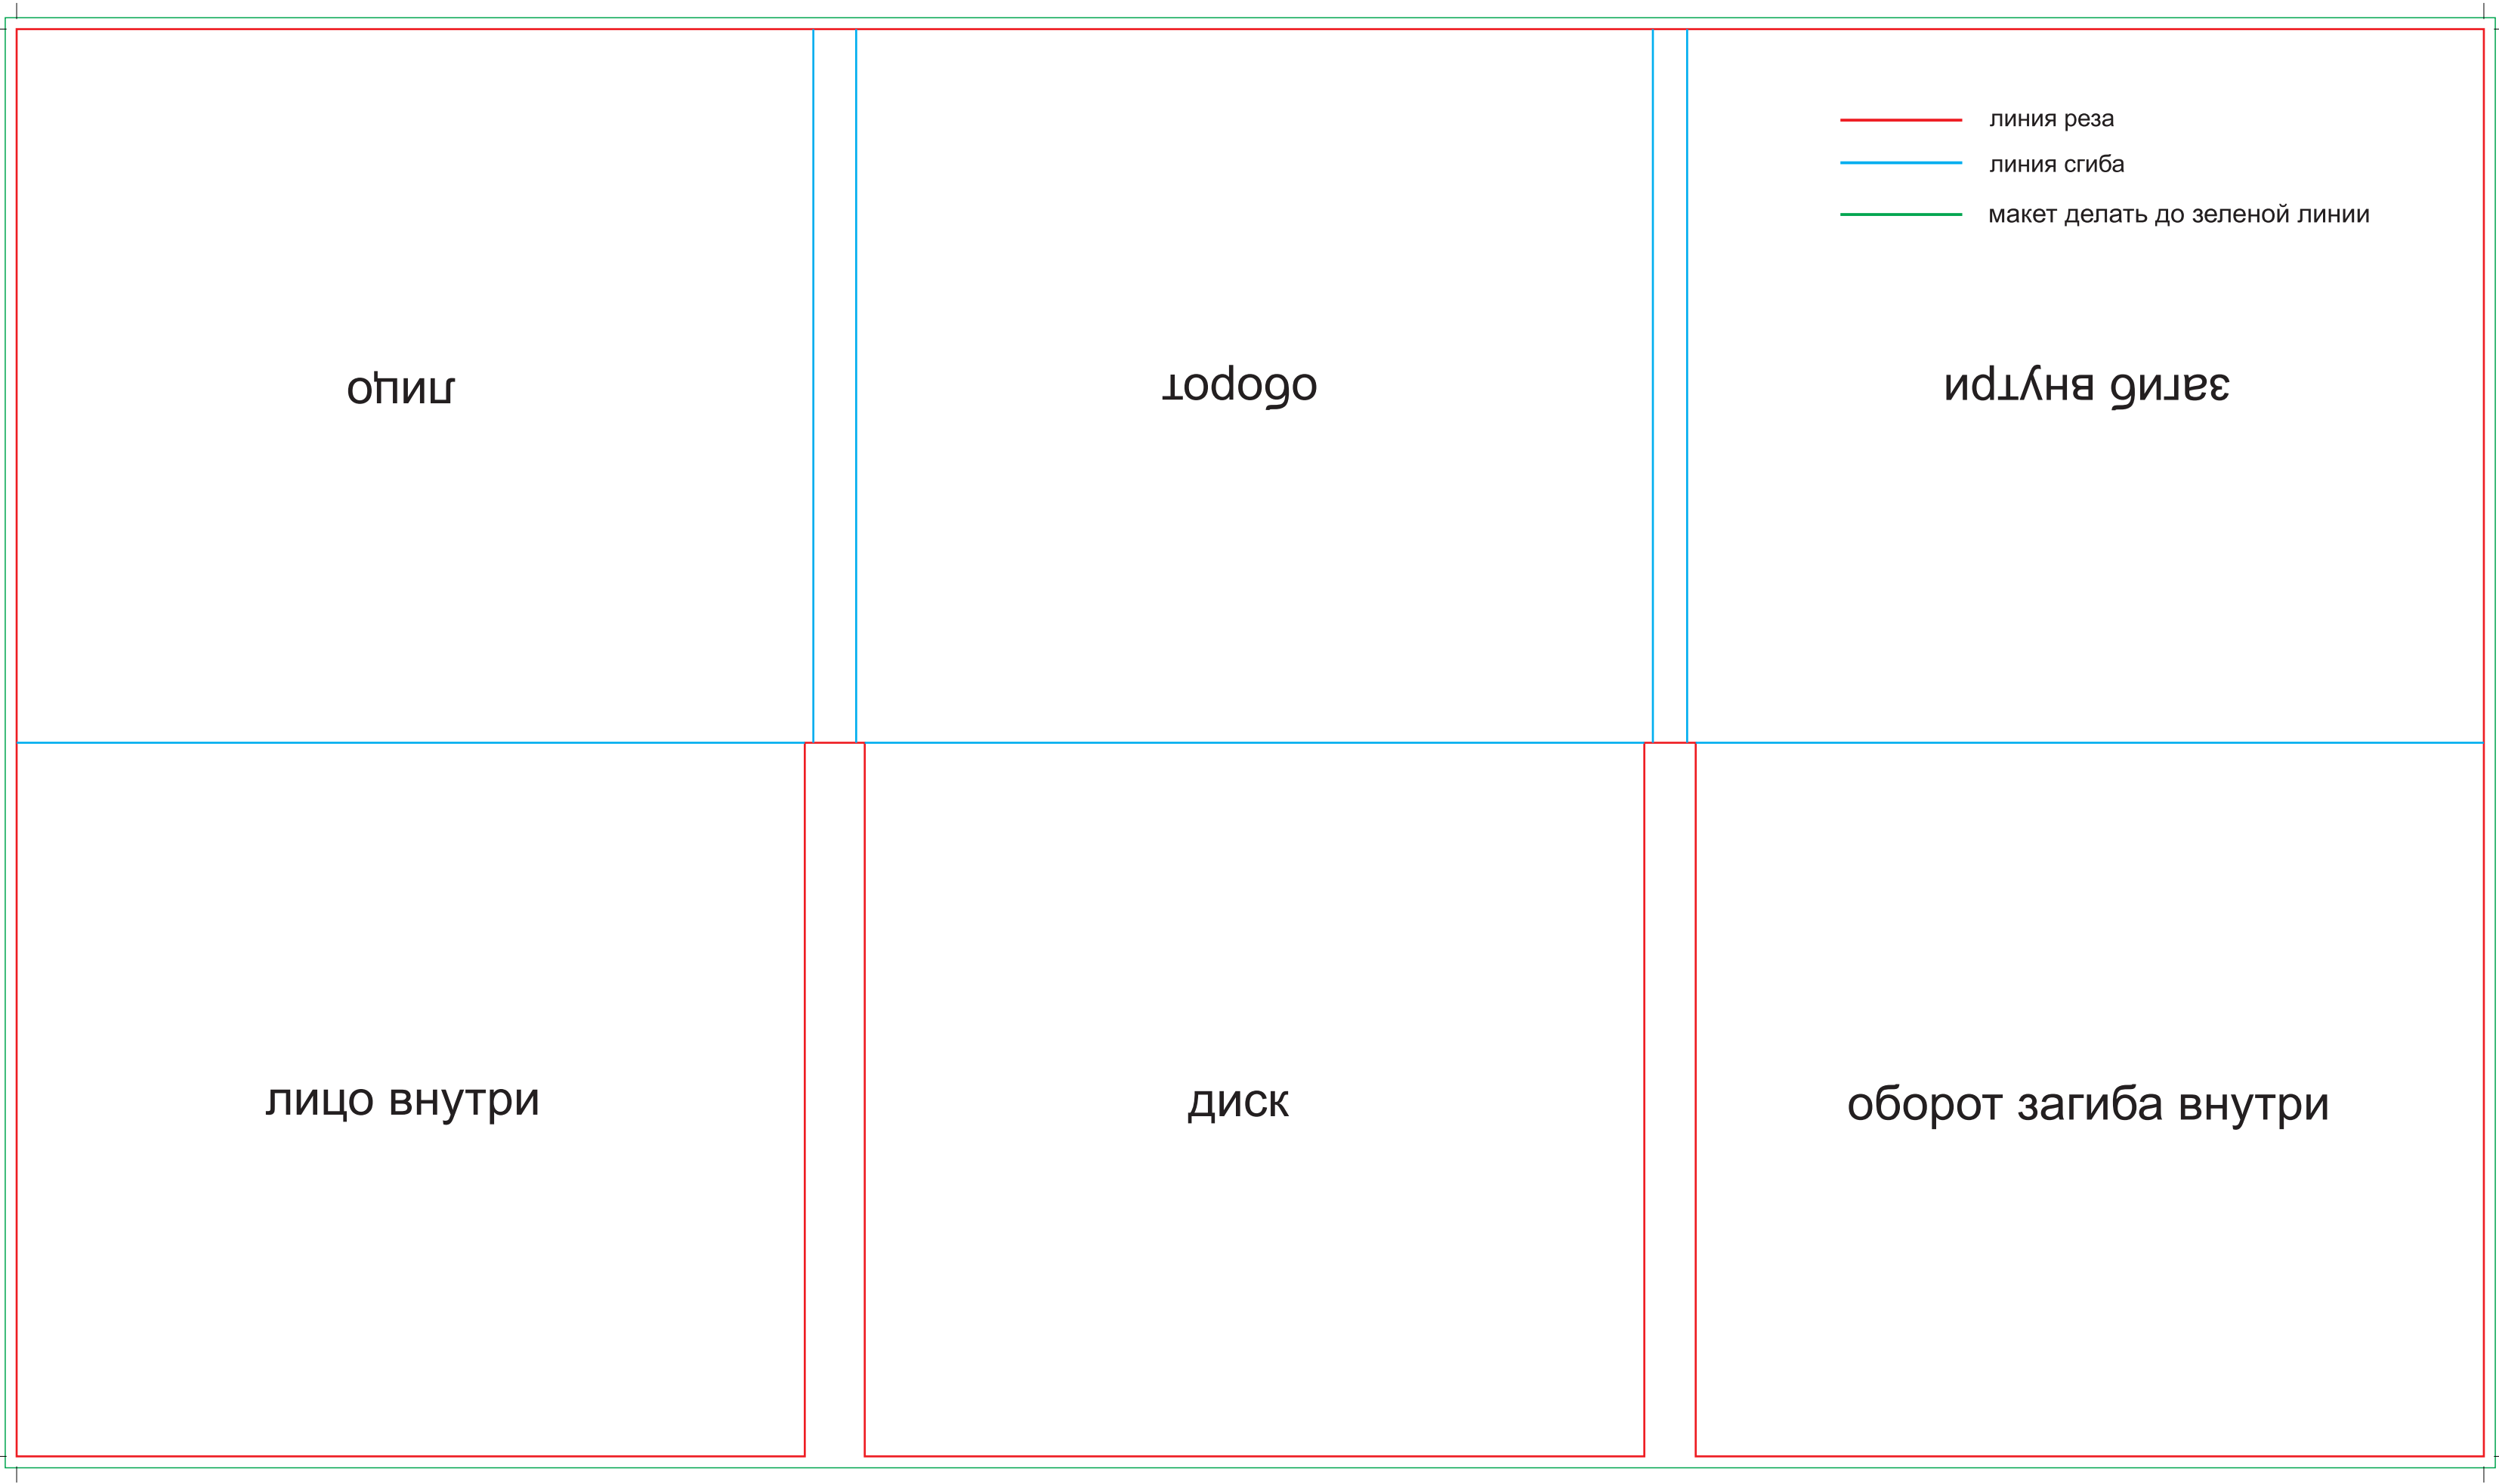 линия реза
линия сгиба
макет делать до зеленой линии
лицо
оборот
загиб внутри
лицо внутри
диск
оборот загиба внутри